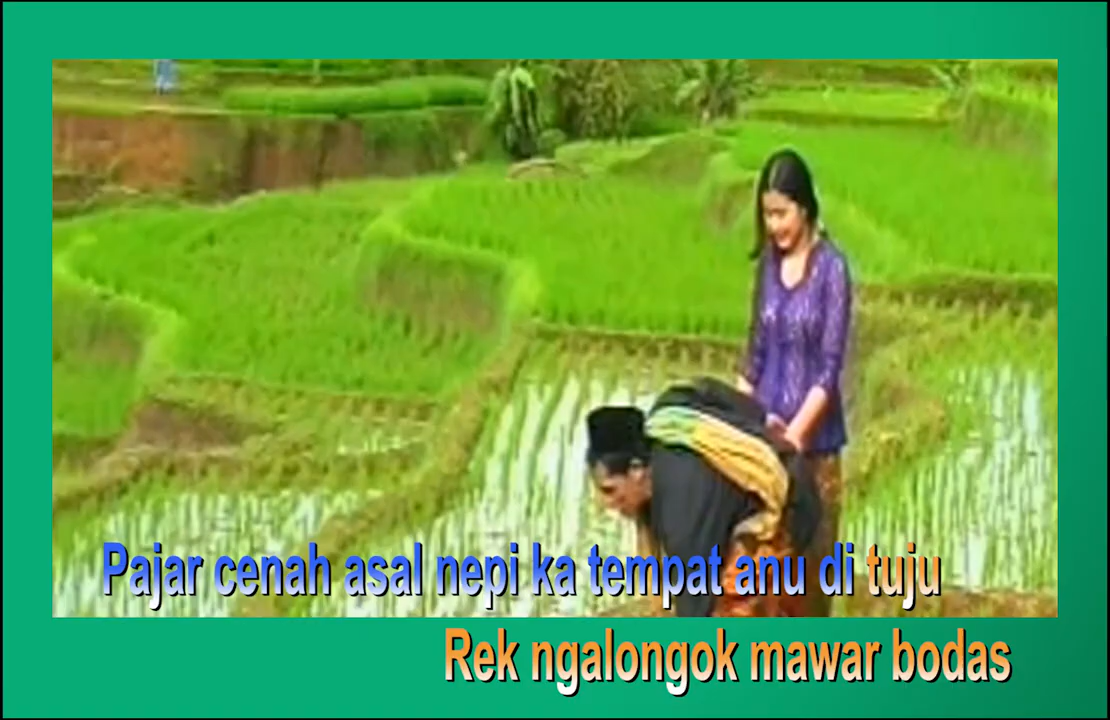 Pajar cenah asal nepi ka tempat anu di tuju
Rek ngalongok mawar bodas